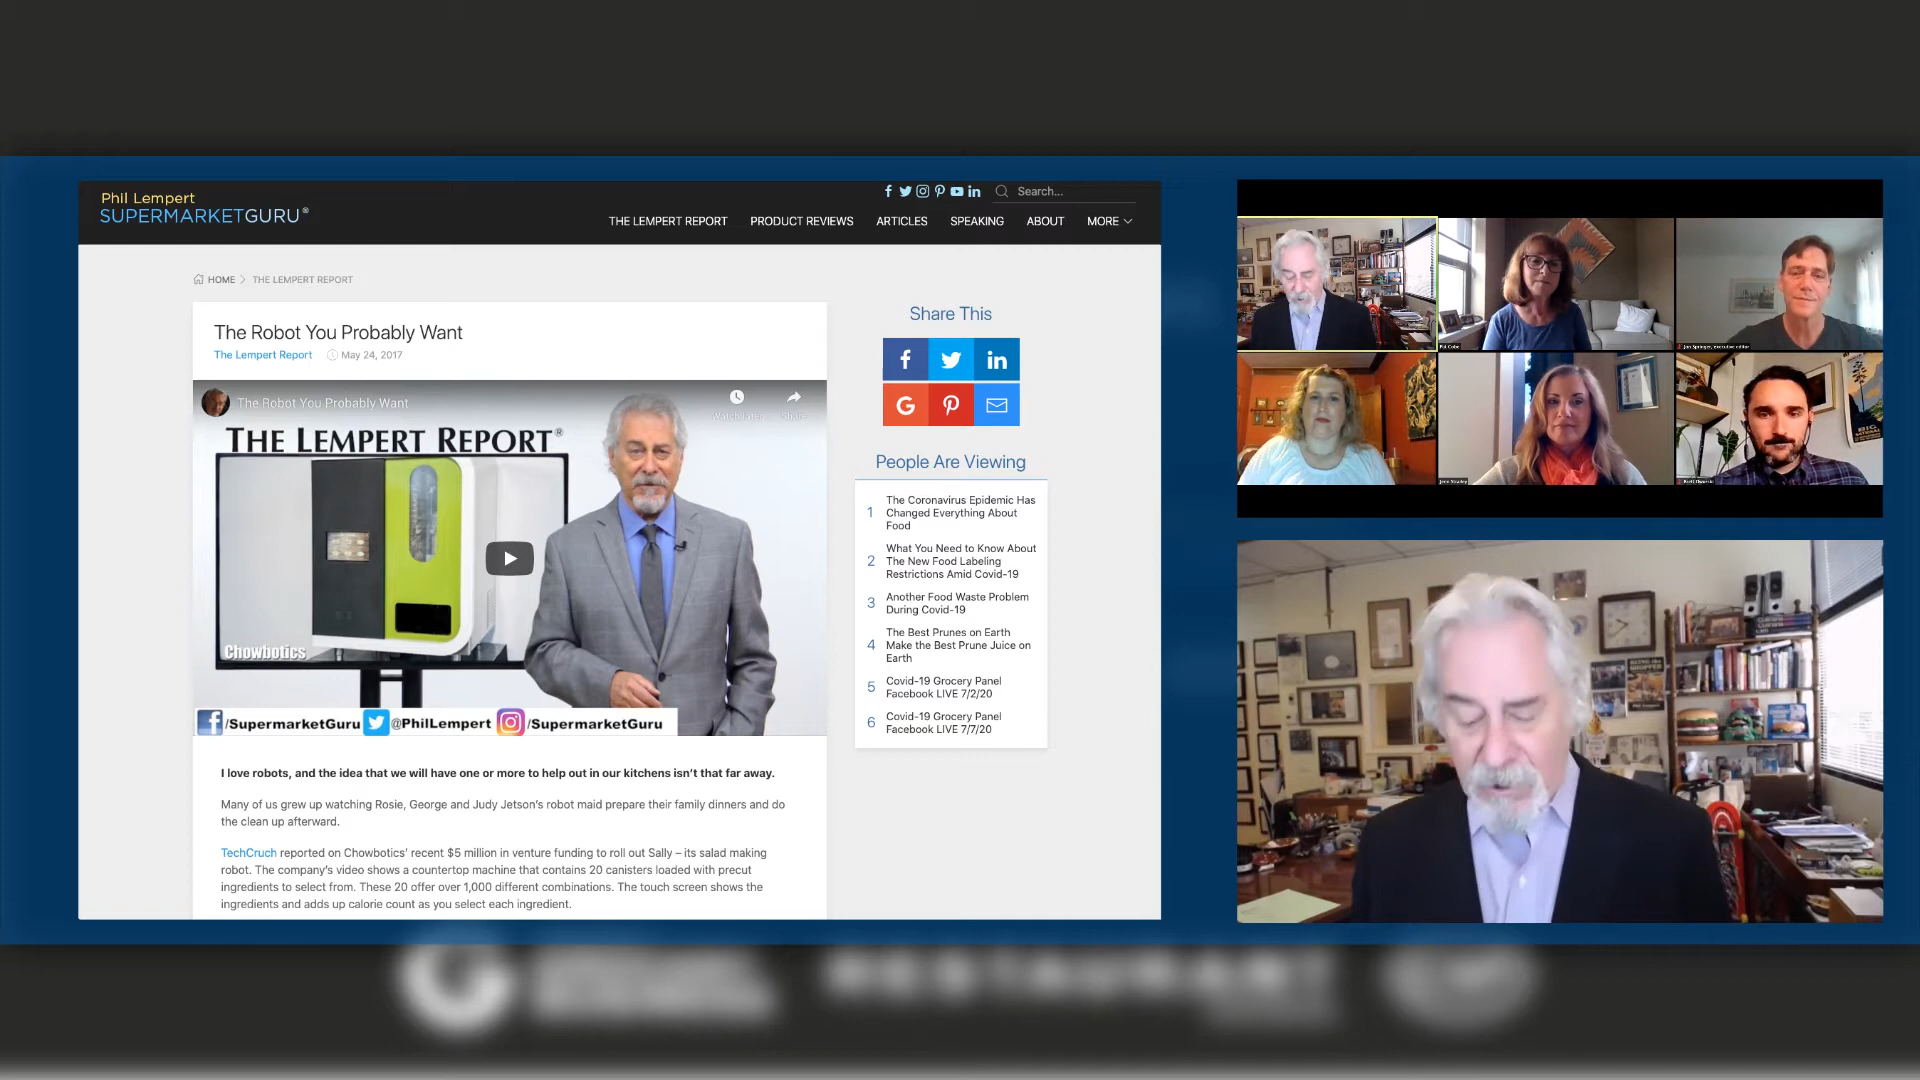 Phil Lempert
SUPERMARKETGURU®
Search...
THE LEMPERT REPORT PRODUCT REVIEWS ARTICLES SPEAKING ABOUT MORE
HOME > THE LEMPERT REPORT
The Robot You Probably Want
The Lempert Report May 24, 2017
The Robot You Probably Want
Watch later Share
THE LEMPERT REPORT®
Chowbotics
/SupermarketGuru @PhilLempert /SupermarketGuru
I love robots, and the idea that we will have one or more to help out in our kitchens isn't that far away.
Many of us grew up watching Rosie, George and Judy Jetson's robot maid prepare their family dinners and do
the clean up afterward.
TechCruch reported on Chowbotics' recent $5 million in venture funding to roll out Sally – its salad making
robot. The company's video shows a countertop machine that contains 20 canisters loaded with precut
ingredients to select from. These 20 offer over 1,000 different combinations. The touch screen shows the
ingredients and adds up calorie count as you select each ingredient.
Share This
People Are Viewing
1 The Coronavirus Epidemic Has
Changed Everything About
Food
2 What You Need to Know About
The New Food Labeling
Restrictions Amid Covid-19
3 Another Food Waste Problem
During Covid-19
4 The Best Prunes on Earth
Make the Best Prune Juice on
Earth
5 Covid-19 Grocery Panel
Facebook LIVE 7/2/20
6 Covid-19 Grocery Panel
Facebook LIVE 7/7/20
Pat Cobe
Jon Springer, executive editor
BIG
RESTAURANT